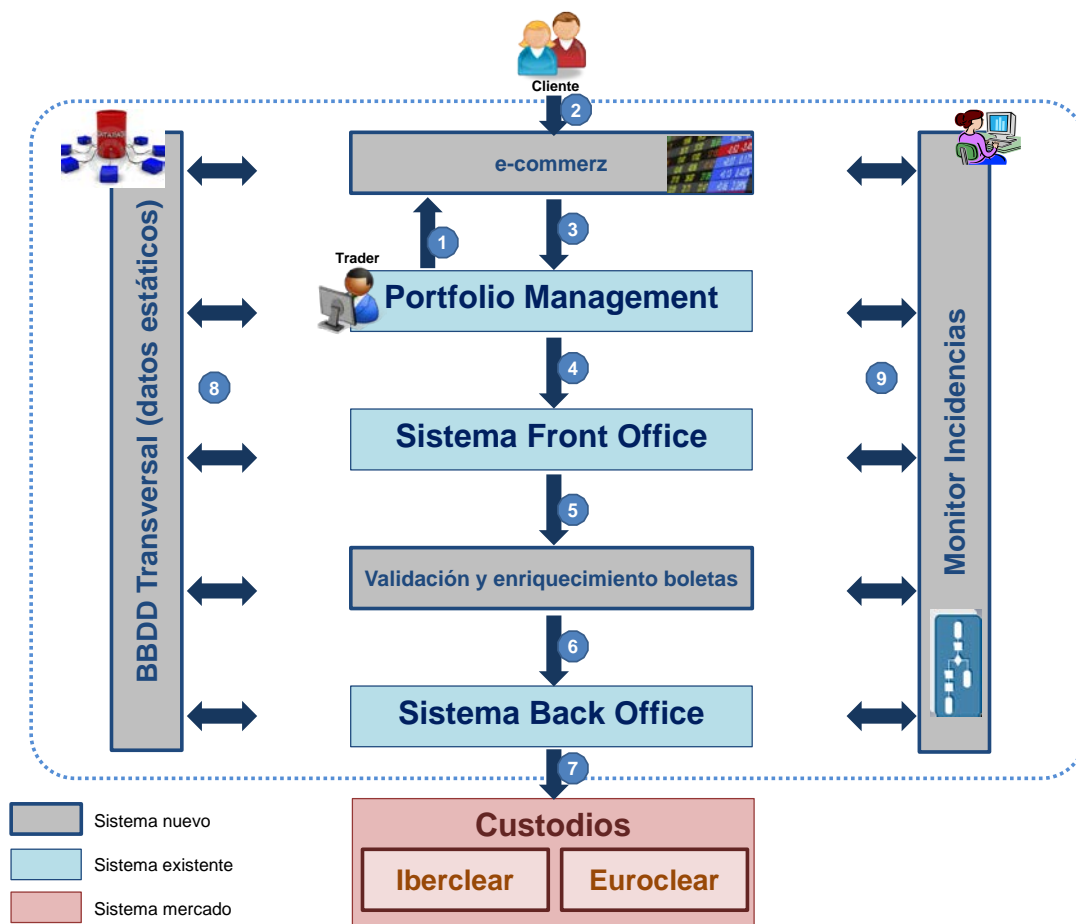 Cliente
2
e-commerz
1
3
Trader
Portfolio Management
4
8
9
Sistema Front Office
5
Validación y enriquecimiento boletas
6
Sistema Back Office
7
BBDD Transversal (datos estáticos)
Monitor Incidencias
Sistema nuevo
Sistema existente
Sistema mercado
Custodios
Iberclear
Euroclear